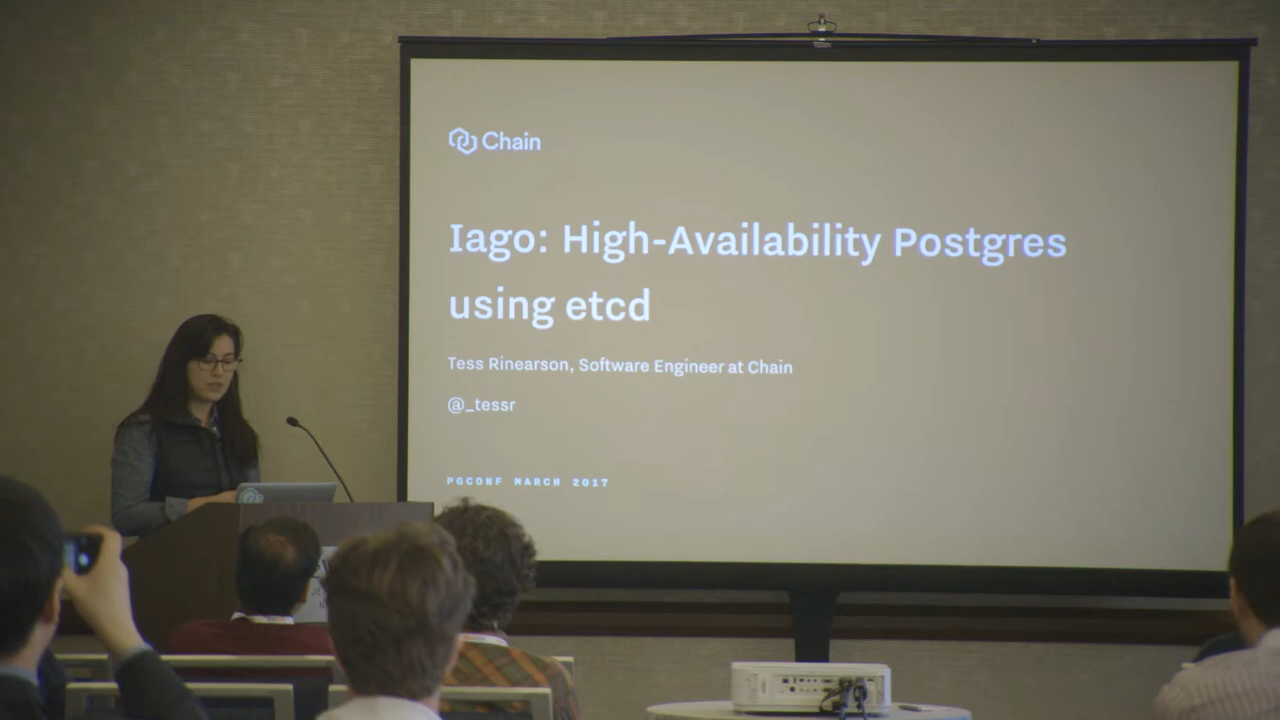 Chain
Iago: High-Availability Postgres
using etcd
Tess Rinearson, Software Engineer at Chain
@_tessr
PGCONF MARCH 2017